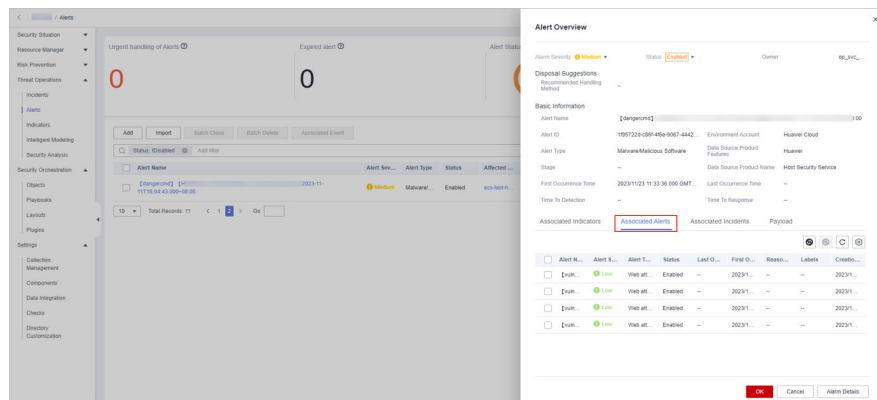 / Alerts
Security Situation
Resource Manager
Risk Prevention
Threat Operations
Incidents
Alerts
Indicators
Intelligent Modeling
Security Analysis
Security Orchestration
Objects
Playbooks
Layouts
Plugins
Settings
Collection
Management
Components
Data Integration
Checks
Directory
Customization
Urgent handling of Alerts
Expired alert
Alert Statu
0
0
Add Import Batch Close Batch Delete Associated Event
Status: !Disabled Add filter
Alert Name Alert Sev... Alert Type Status Affected ...
2023-11-
Medium Malware/... Enabled ecs-test-h...
10 Total Records: 11 < 1 2 > Go
Alert Overview
Alarm Severity Medium Status Enabled Owner op_svc_...
Disposal Suggestions
Recommended Handling
Method
--
Basic Information
Alert Name 【dangercmd】
Alert ID Environment Account Huawei Cloud
Alert Type Malware/Malicious Software Data Source Product
Features Huawei
Stage -- Data Source Product Name Host Security Service
First Occurrence Time 2023/11/23 11:33:36.000 GMT... Last Occurrence Time --
Time To Detection -- Time To Response --
Associated Indicators Associated Alerts Associated Incidents Payload
Alert N... Alert S... Alert T... Status Last O... First O... Reaso... Labels Creatio...
【vuln... Low Web att... Enabled -- 2023/1... -- -- 2023/1...
【vuln... Low Web att... Enabled -- 2023/1... -- -- 2023/1...
【vuln... Low Web att... Enabled -- 2023/1... -- -- 2023/1...
【vuln... Low Web att... Enabled -- 2023/1... -- -- 2023/1...
OK Cancel Alarm Details